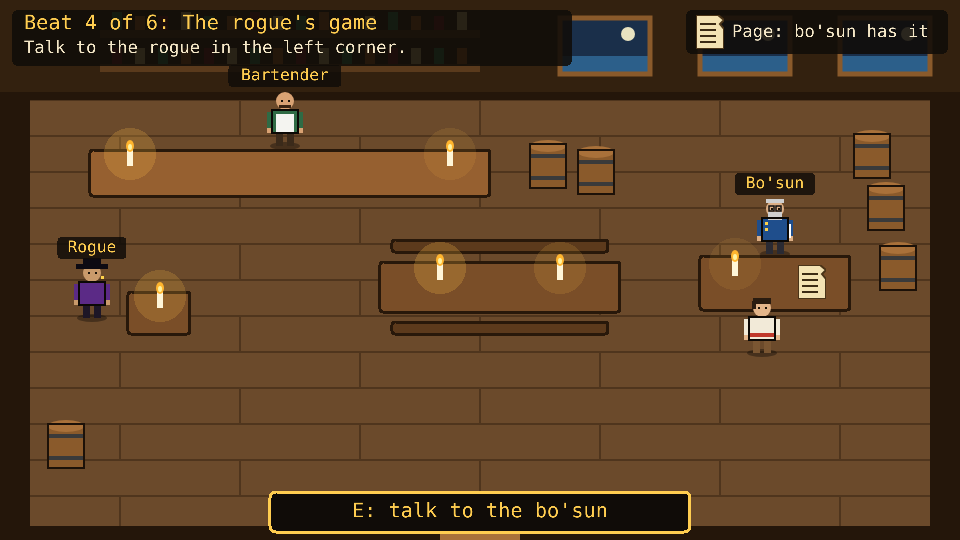 Beat 4 of 6: The rogue's game
Talk to the rogue in the left corner.
Page: bo'sun has it
Bartender
Bo'sun
Rogue
E: talk to the bo'sun